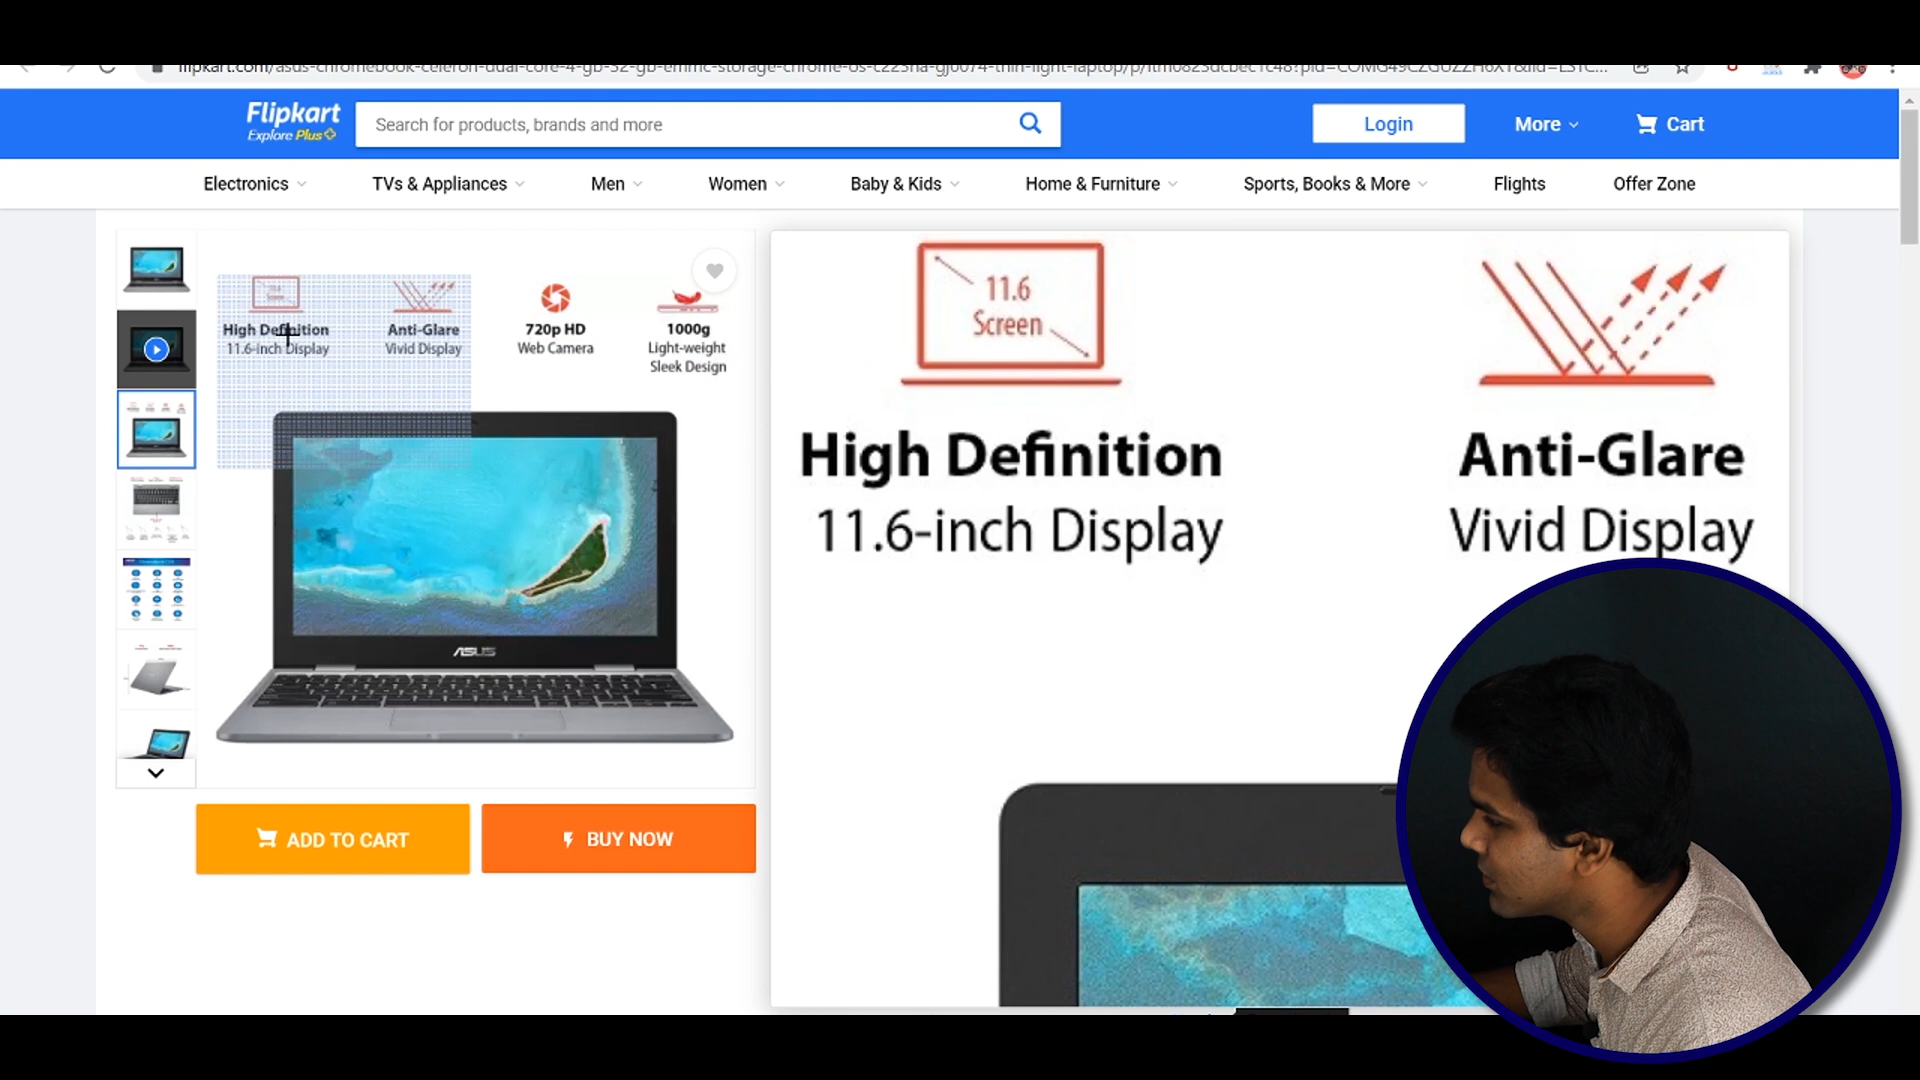 Flipkart
Explore Plus
Search for products, brands and more
Login
More
Cart
Electronics
TVs & Appliances
Men
Women
Baby & Kids
Home & Furniture
Sports, Books & More
Flights
Offer Zone
High Definition
11.6-inch Display
Anti-Glare
Vivid Display
720p HD
Web Camera
1000g
Light-weight
Sleek Design
ASUS
ADD TO CART
BUY NOW
11.6
Screen
High Definition
11.6-inch Display
Anti-Glare
Vivid Display